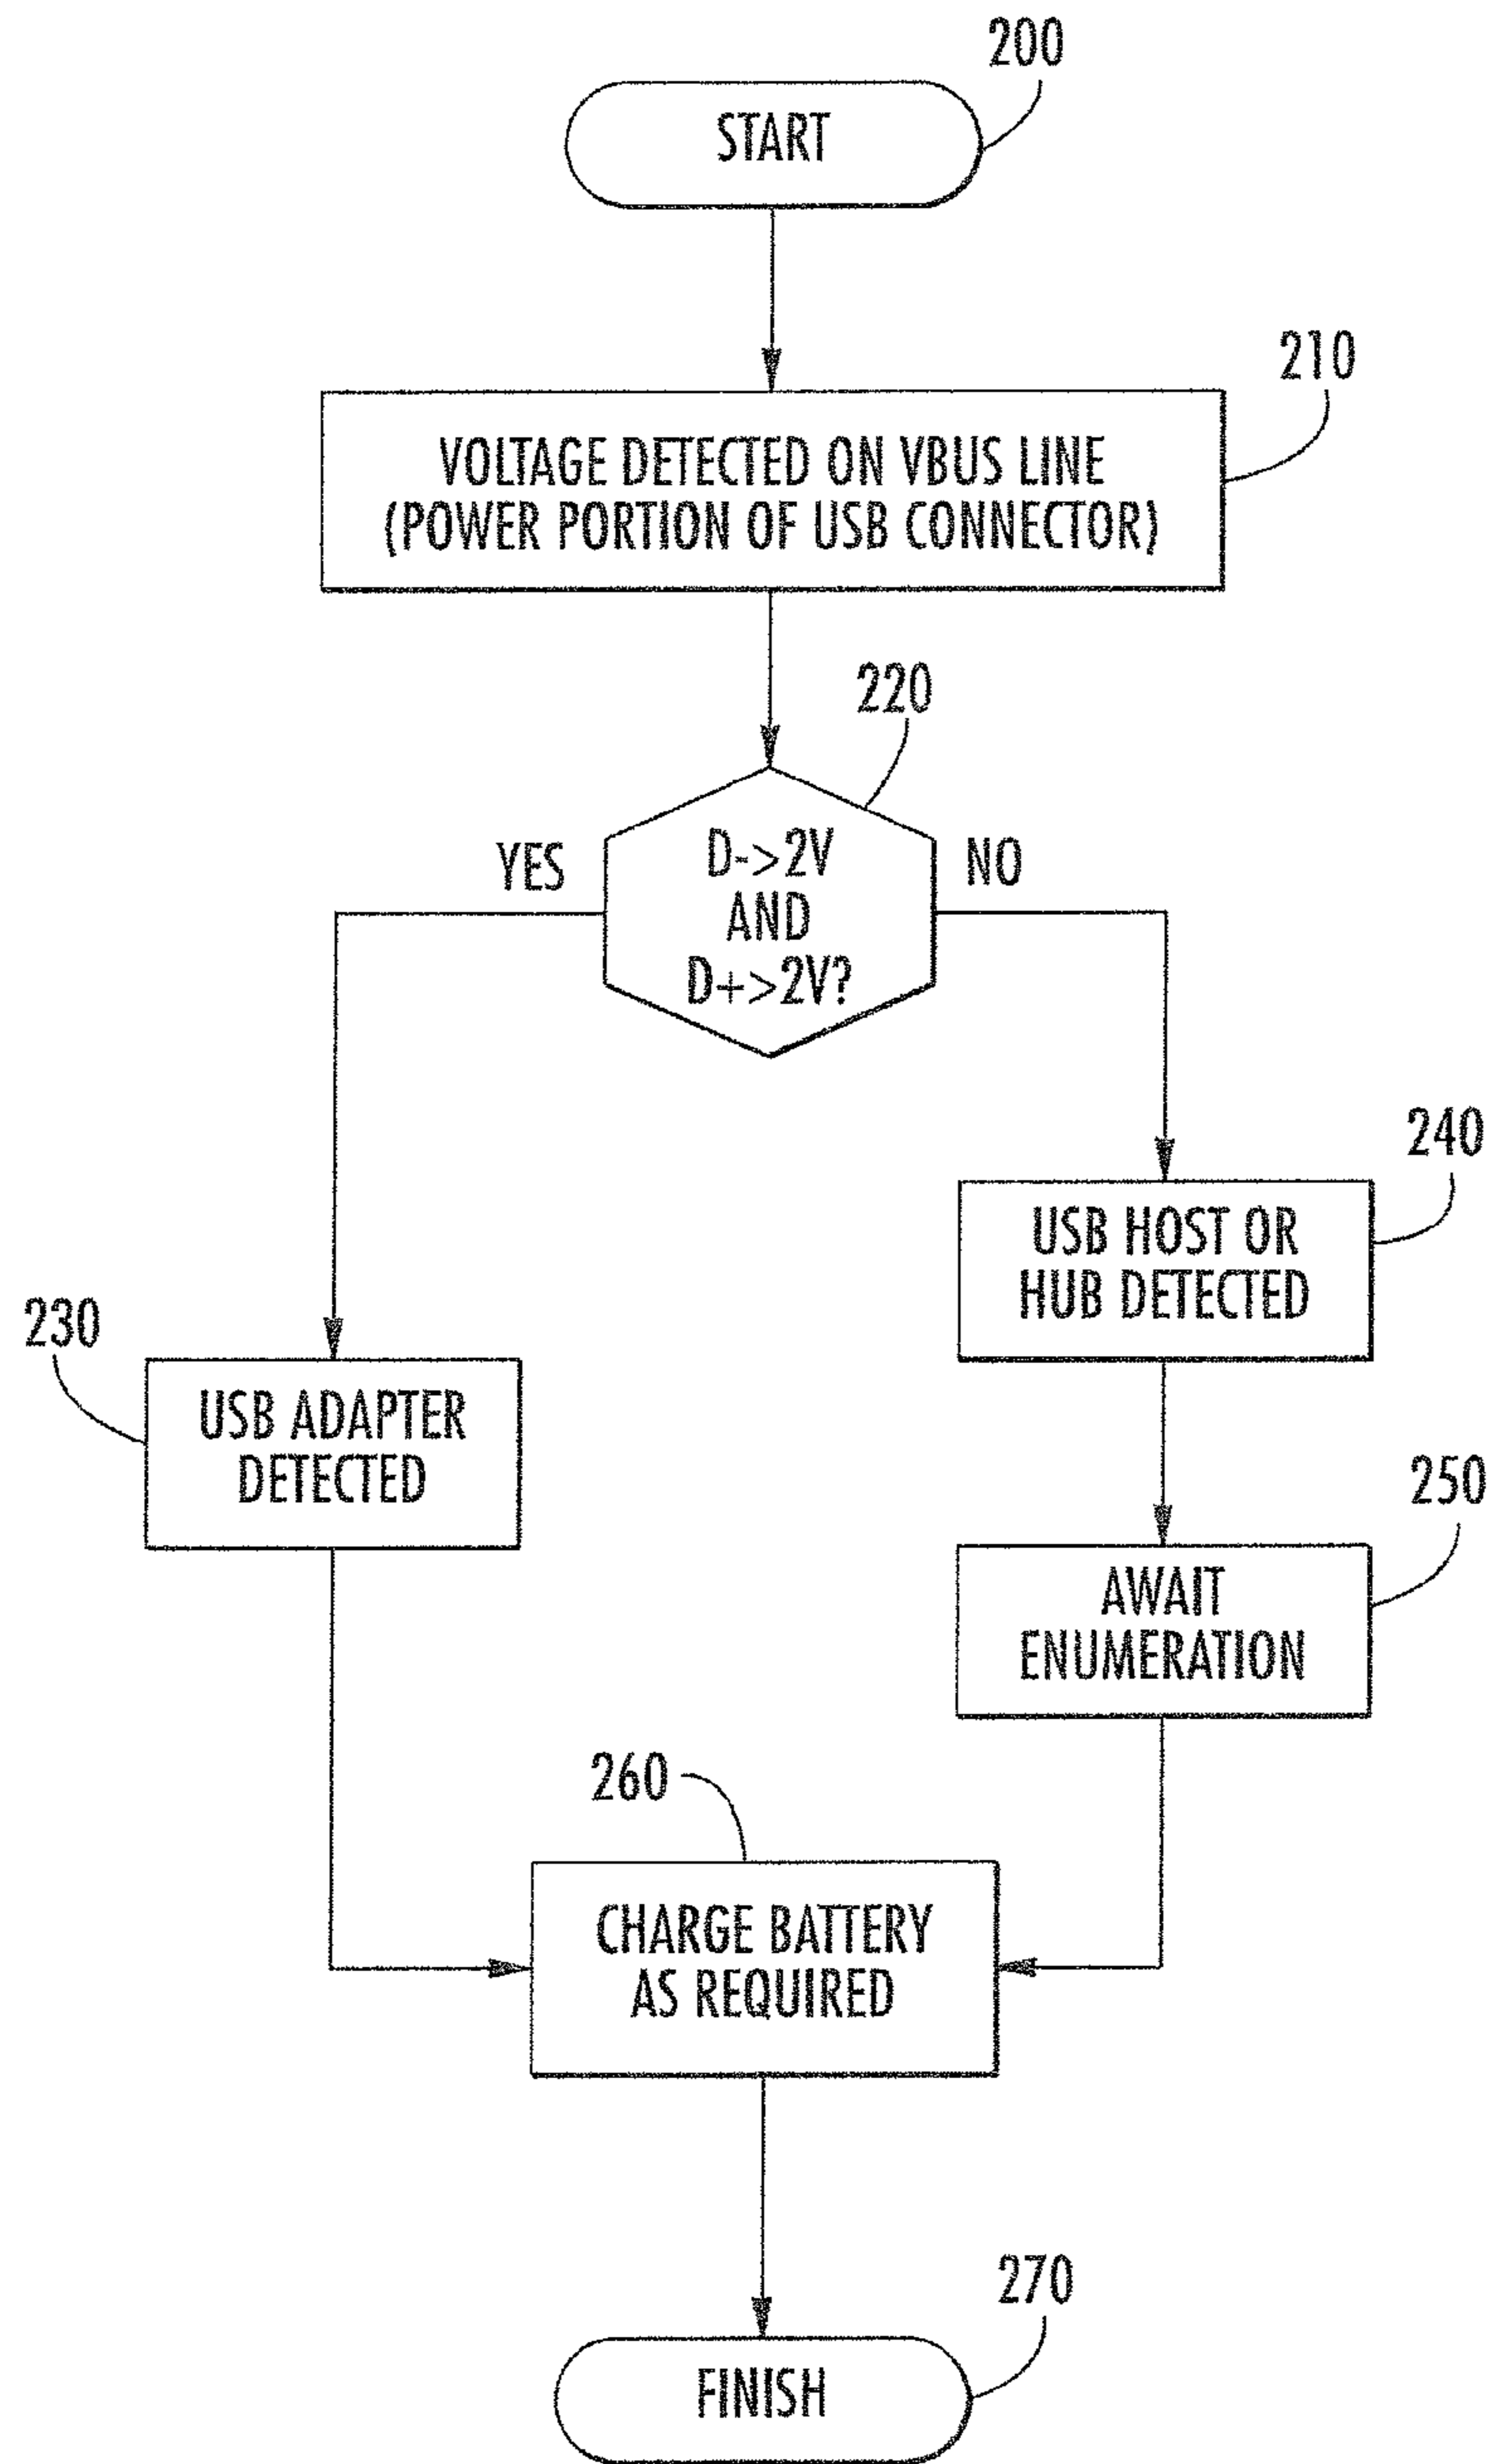 200
START
210
VOLTAGE DETECTED ON VBUS LINE
(POWER PORTION OF USB CONNECTOR)
220
YES
D->2V
AND
D+>2V?
NO
240
USB HOST OR
HUB DETECTED
230
USB ADAPTER
DETECTED
250
AWAIT
ENUMERATION
260
CHARGE BATTERY
AS REQUIRED
270
FINISH